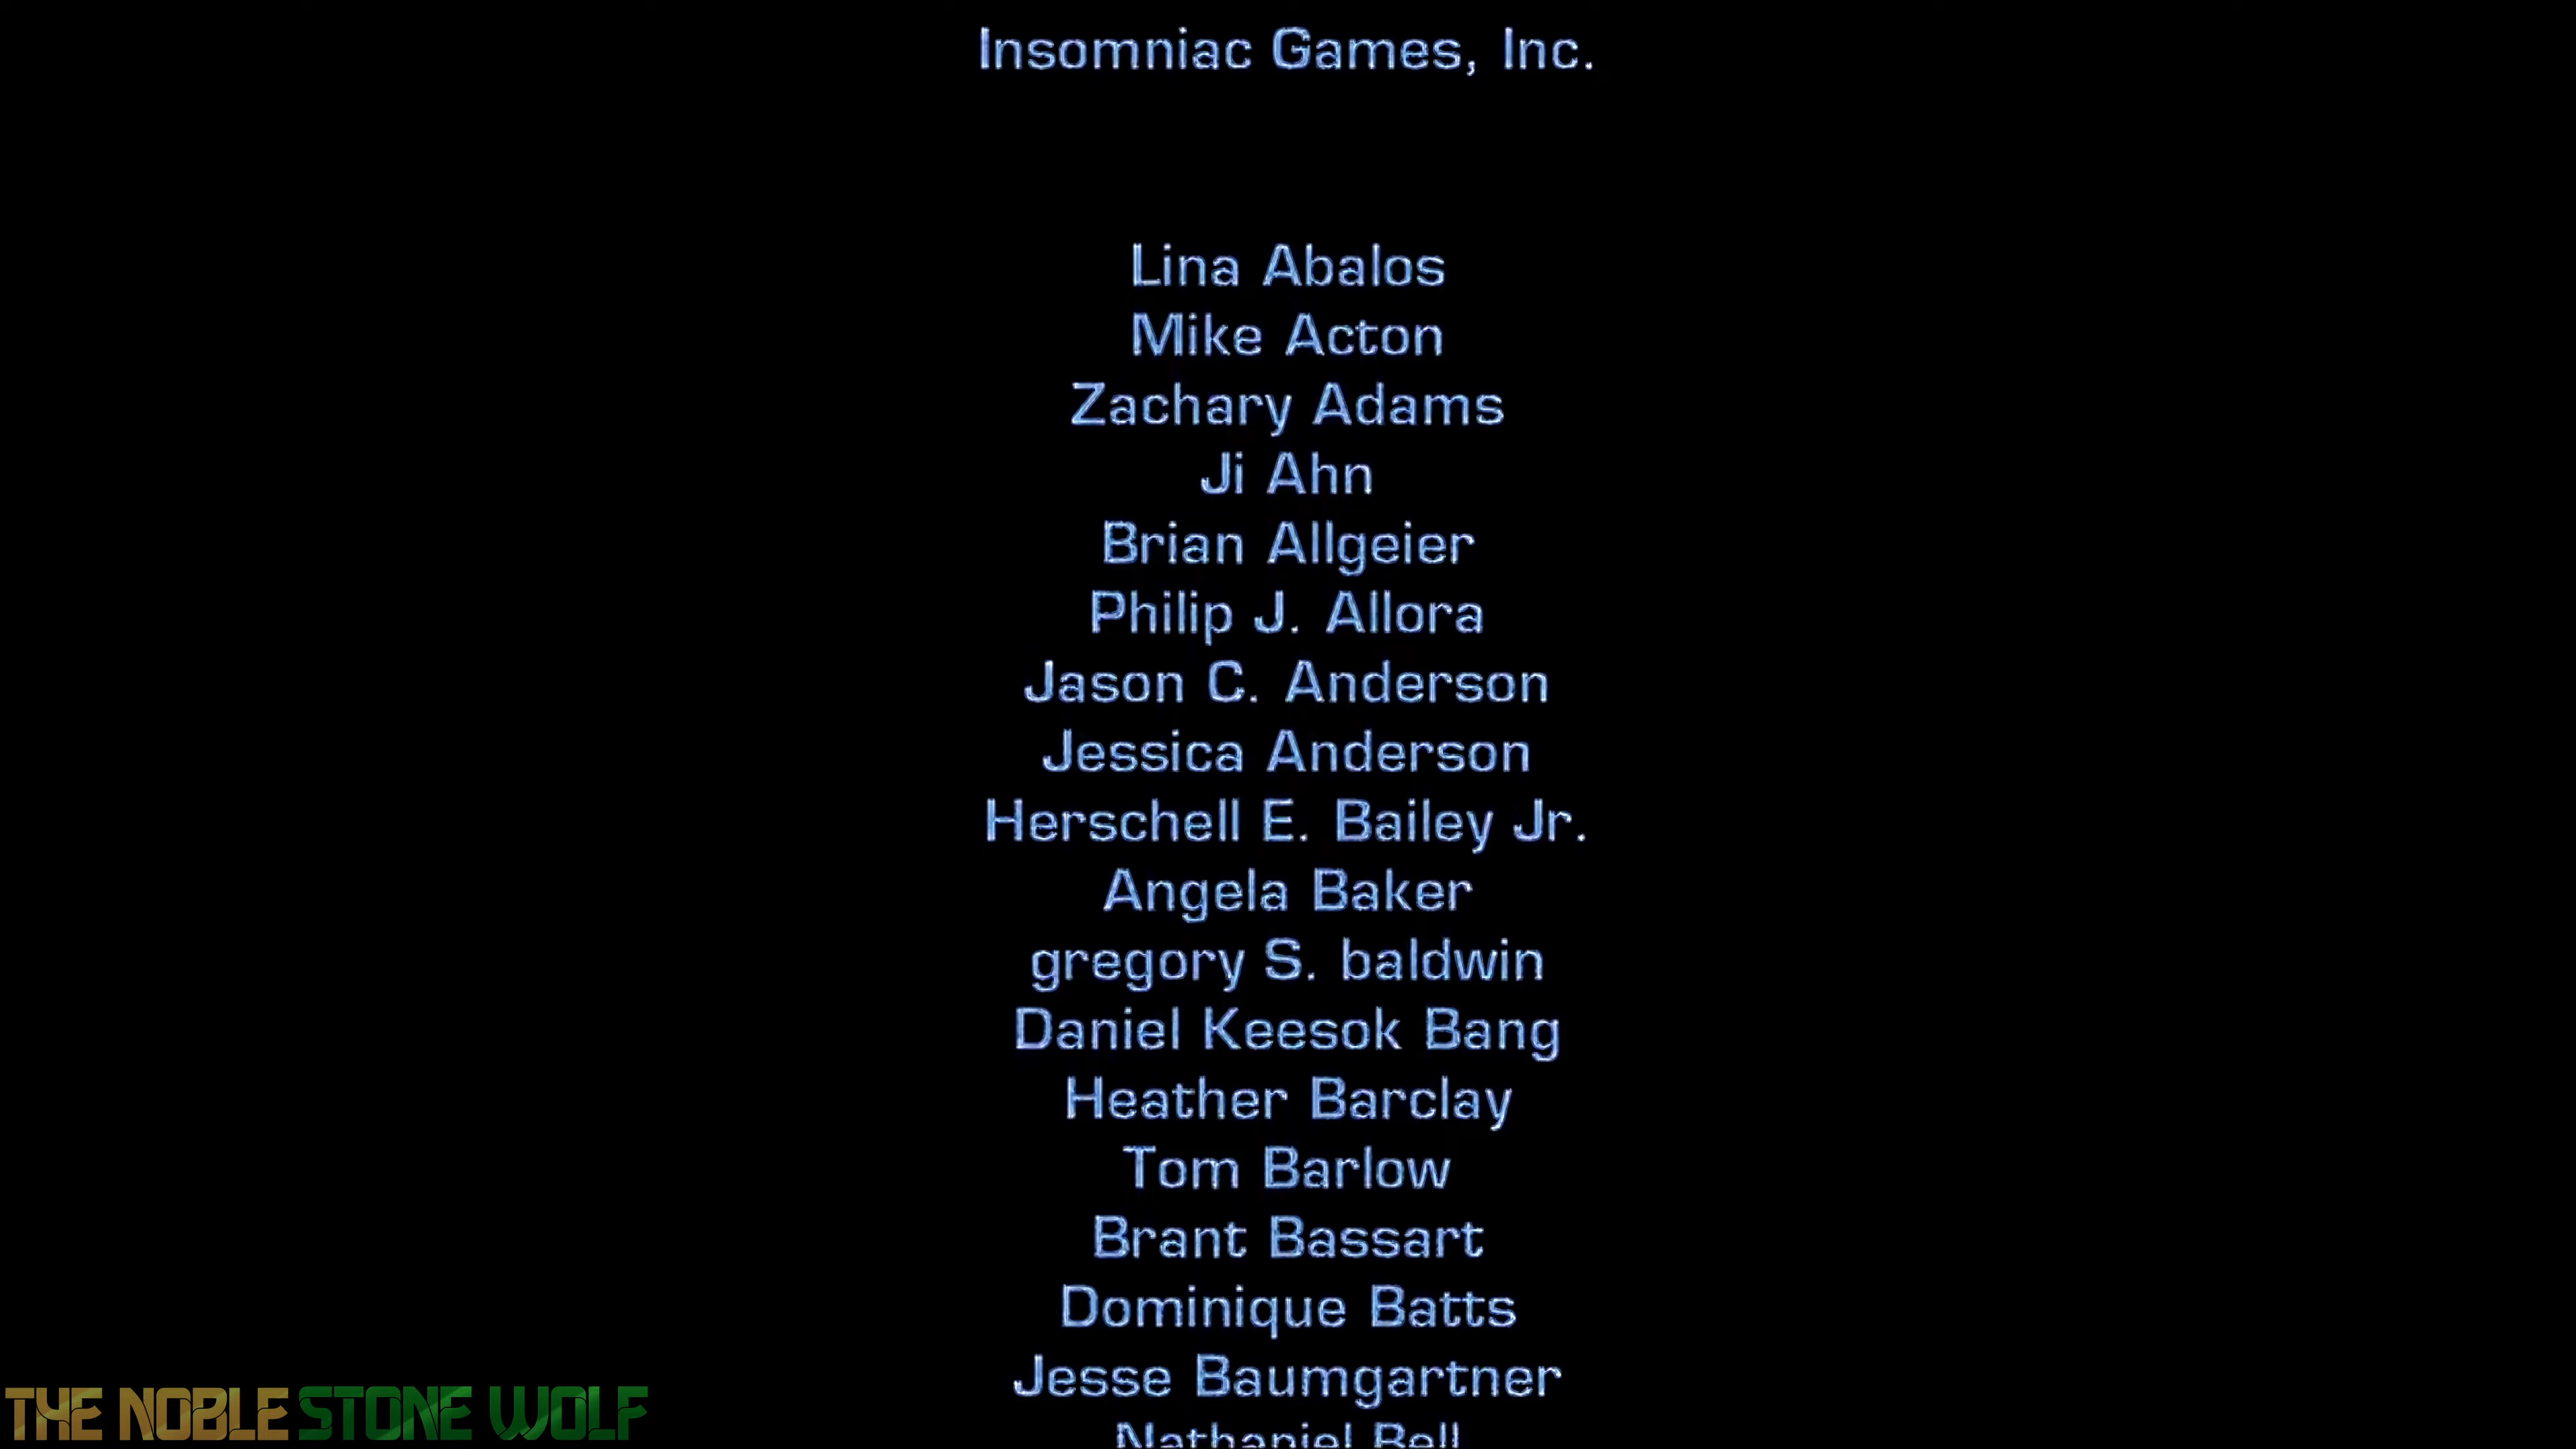 Insomniac Games, Inc.
Lina Abalos
Mike Acton
Zachary Adams
Ji Ahn
Brian Allgeier
Philip J. Allora
Jason C. Anderson
Jessica Anderson
Herschell E. Bailey Jr.
Angela Baker
gregory S. baldwin
Daniel Keesok Bang
Heather Barclay
Tom Barlow
Brant Bassart
Dominique Batts
Jesse Baumgartner
Nathaniel Bell
THE NOBLE STONE WOLF